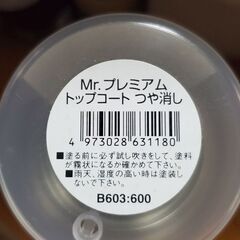 Mr.プレミアム
トップコート つや消し
4 973028 631180
■塗る前に必ず試し吹きをして、塗料
が霧状になるか確かめて下さい。
■雨天、湿度の高い時は塗装し
ないで下さい。
B603:600